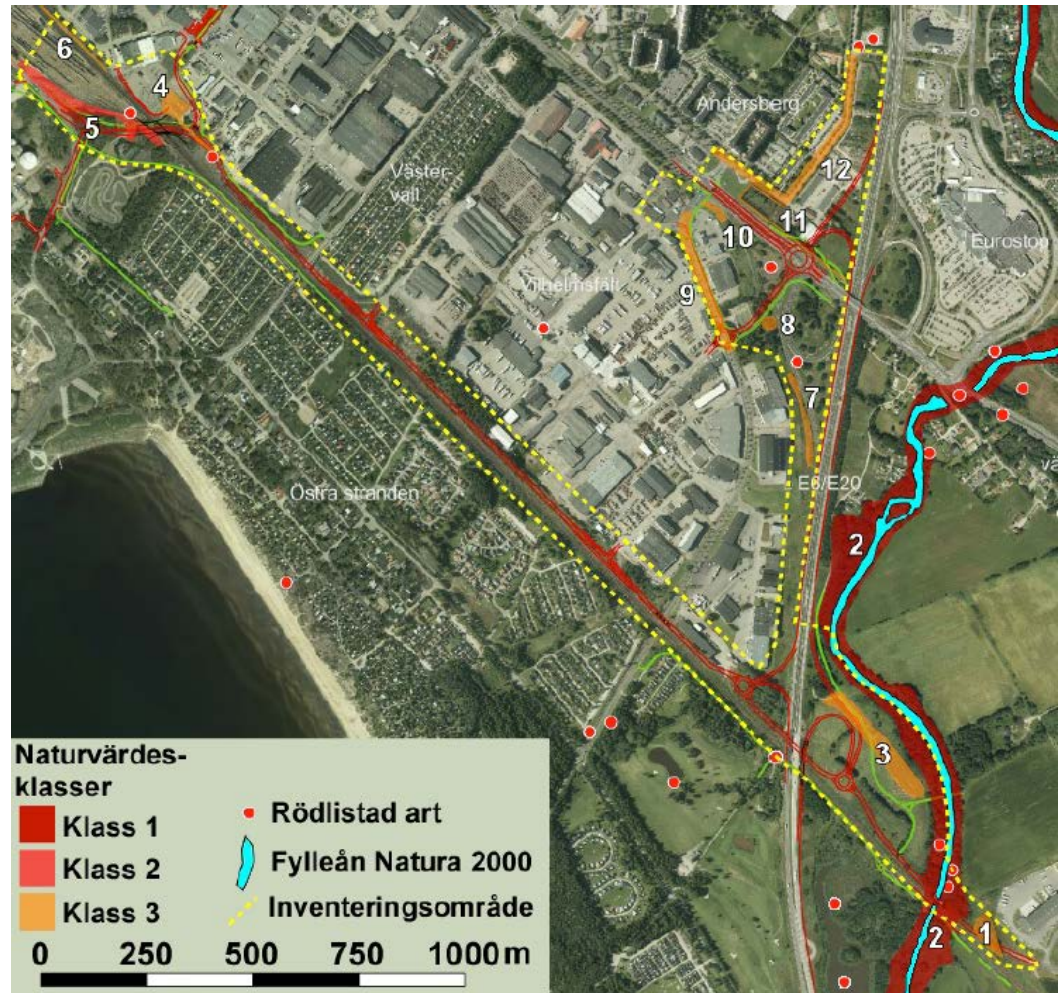 6
4
5
Andersberg
12
Väster-
vall
11
10
Eurostop
Vilhelmsfält
9
8
7
E6/E20
Östra stranden
2
3
2
1
Naturvärdes-
klasser
Klass 1
Klass 2
Klass 3
Rödlistad art
Fylleån Natura 2000
Inventeringsområde
0 250 500 750 1000 m